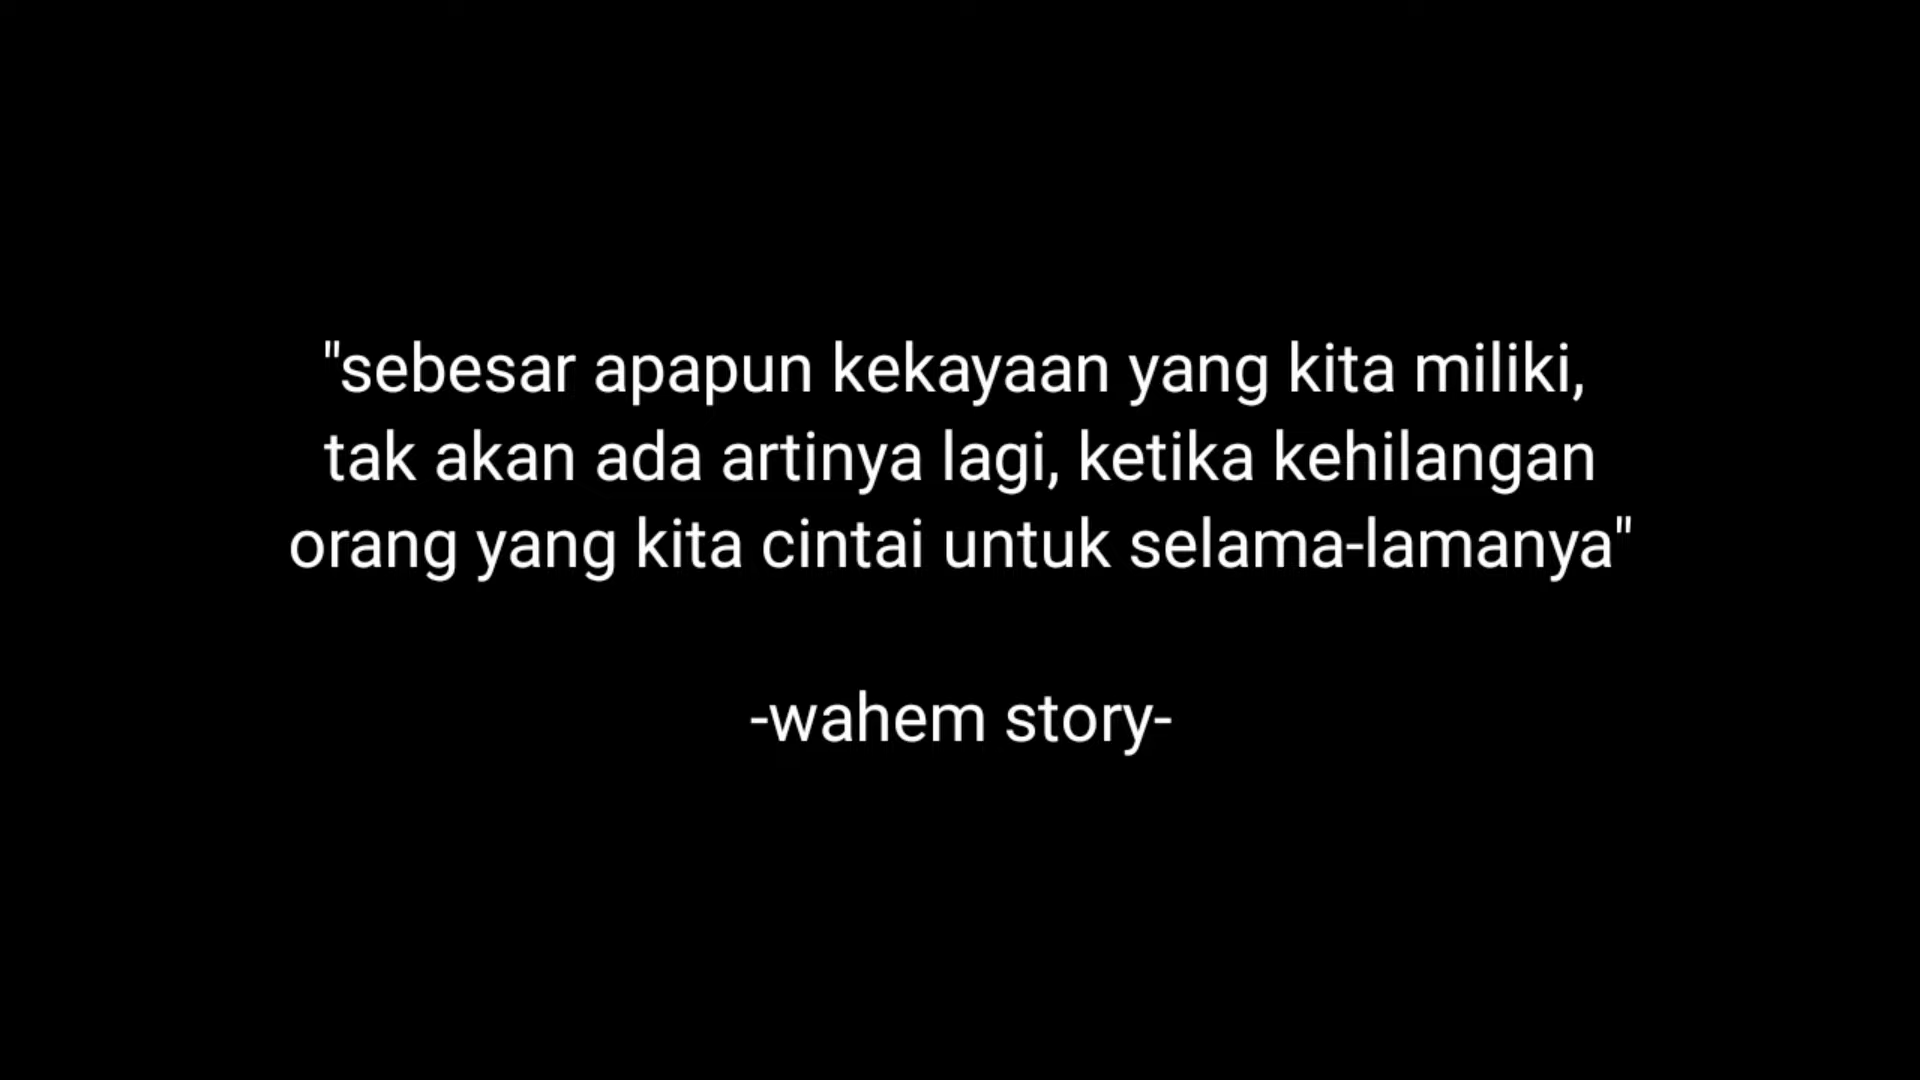 "sebesar apapun kekayaan yang kita miliki,
tak akan ada artinya lagi, ketika kehilangan
orang yang kita cintai untuk selama-lamanya"
-wahem story-